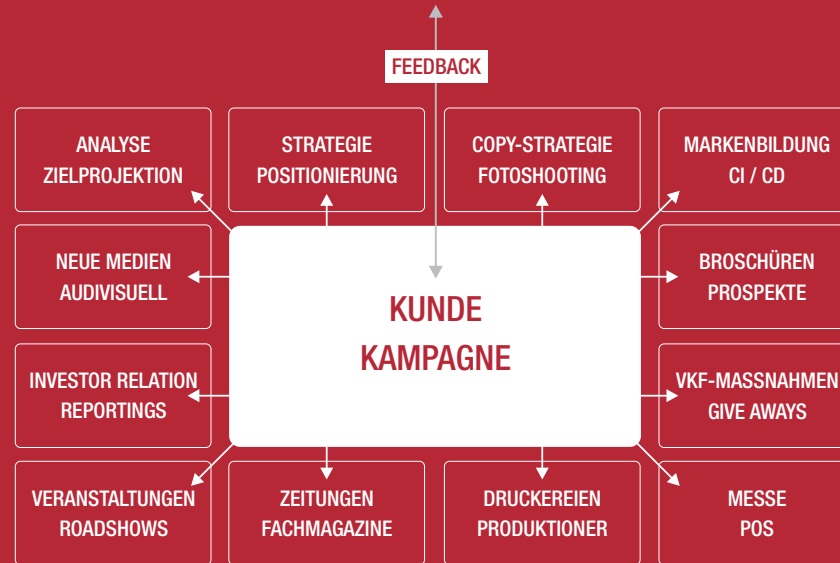 FEEDBACK
ANALYSE
ZIELPROJEKTION
STRATEGIE
POSITIONIERUNG
COPY-STRATEGIE
FOTOSHOOTING
MARKENBILDUNG
CI / CD
NEUE MEDIEN
AUDIVISUELL
KUNDE
KAMPAGNE
BROSCHÜREN
PROSPEKTE
INVESTOR RELATION
REPORTINGS
VKF-MASSNAHMEN
GIVE AWAYS
VERANSTALTUNGEN
ROADSHOWS
ZEITUNGEN
FACHMAGAZINE
DRUCKEREIEN
PRODUKTIONER
MESSE
POS